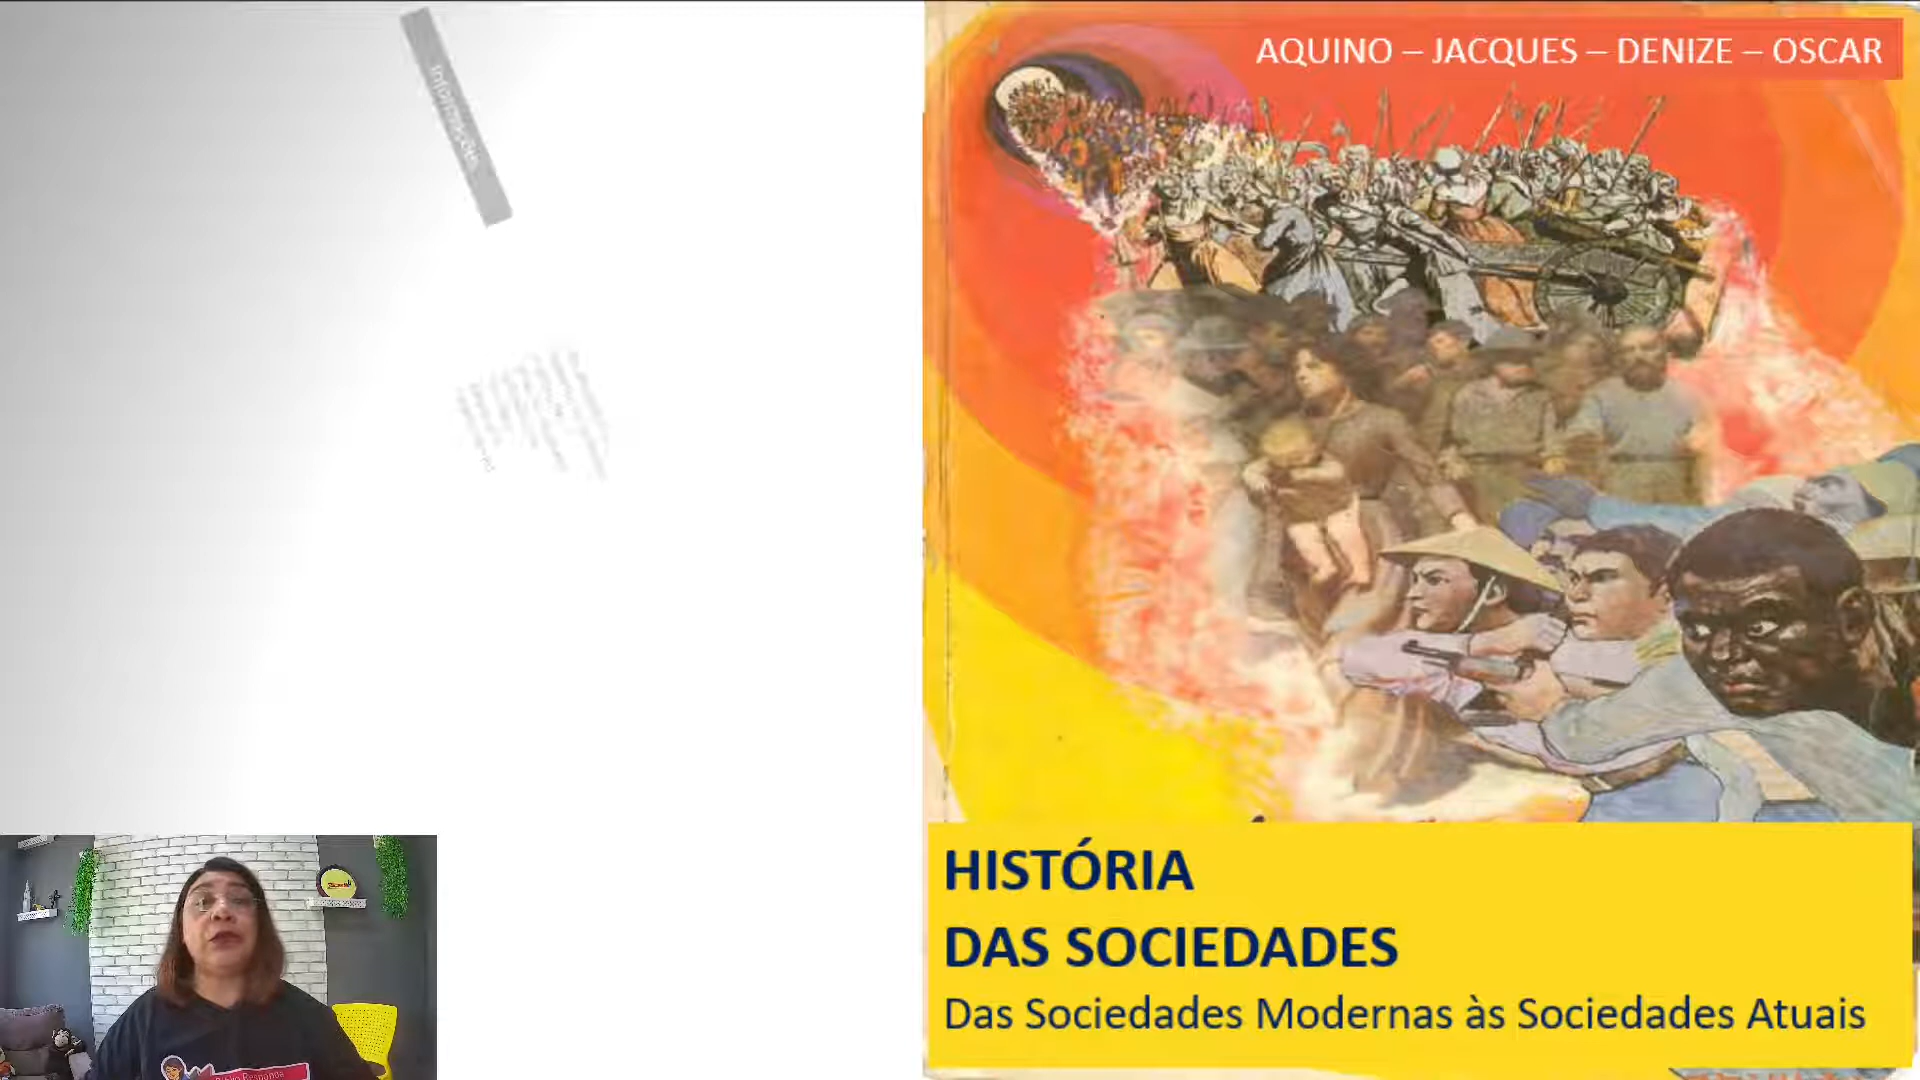 AQUINO – JACQUES – DENIZE – OSCAR
HISTÓRIA
DAS SOCIEDADES
Das Sociedades Modernas às Sociedades Atuais